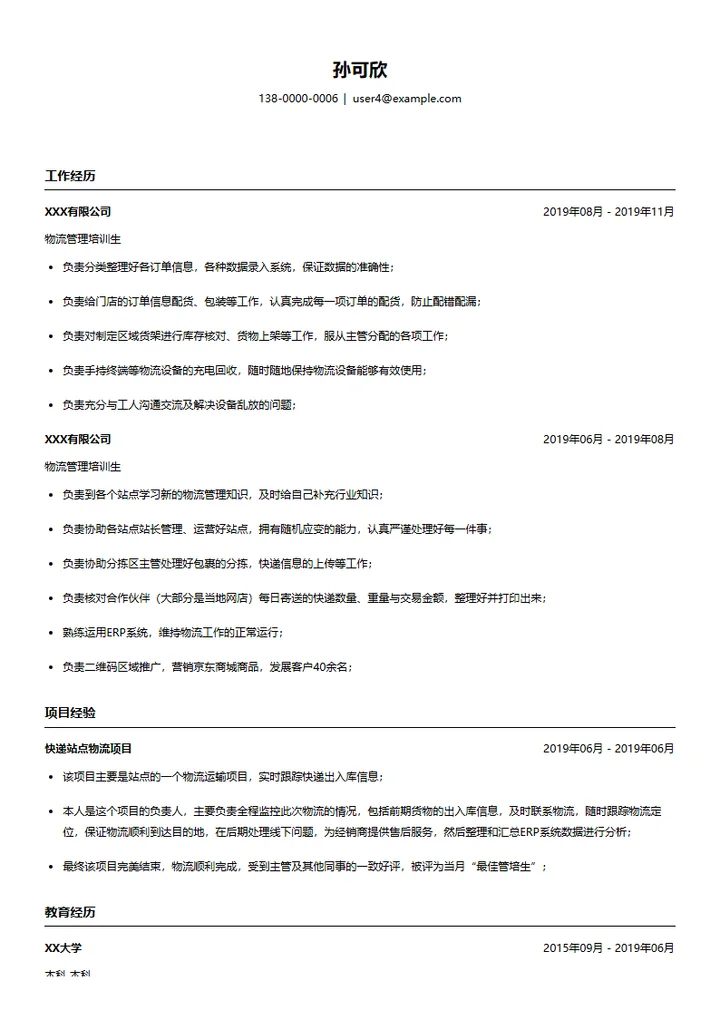 孙可欣
138-0000-0006 | user4@example.com
工作经历
XXX有限公司 2019年08月 - 2019年11月
物流管理培训生
• 负责分类整理好各订单信息，各种数据录入系统，保证数据的准确性；
• 负责给门店的订单信息配货、包装等工作，认真完成每一项订单的配货，防止配错配漏；
• 负责对制定区域货架进行库存核对、货物上架等工作，服从主管分配的各项工作；
• 负责手持终端等物流设备的充电回收，随时随地保持物流设备能够有效使用；
• 负责充分与工人沟通交流及解决设备乱放的问题；
XXX有限公司 2019年06月 - 2019年08月
物流管理培训生
• 负责到各个站点学习新的物流管理知识，及时给自己补充行业知识；
• 负责协助各站点站长管理、运营好站点，拥有随机应变的能力，认真严谨处理好每一件事；
• 负责协助分拣区主管处理好包裹的分拣，快递信息的上传等工作；
• 负责核对合作伙伴（大部分是当地网店）每日寄送的快递数量、重量与交易金额，整理好并打印出来；
• 熟练运用ERP系统，维持物流工作的正常运行；
• 负责二维码区域推广，营销京东商城商品，发展客户40余名；
项目经验
快递站点物流项目 2019年06月 - 2019年06月
• 该项目主要是站点的一个物流运输项目，实时跟踪快递出入库信息；
• 本人是这个项目的负责人，主要负责全程监控此次物流的情况，包括前期货物的出入库信息，及时联系物流，随时跟踪物流定
位，保证物流顺利到达目的地，在后期处理线下问题，为经销商提供售后服务，然后整理和汇总ERP系统数据进行分析；
• 最终该项目完美结束，物流顺利完成，受到主管及其他同事的一致好评，被评为当月“最佳管培生”；
教育经历
XX大学 2015年09月 - 2019年06月
本科 本科